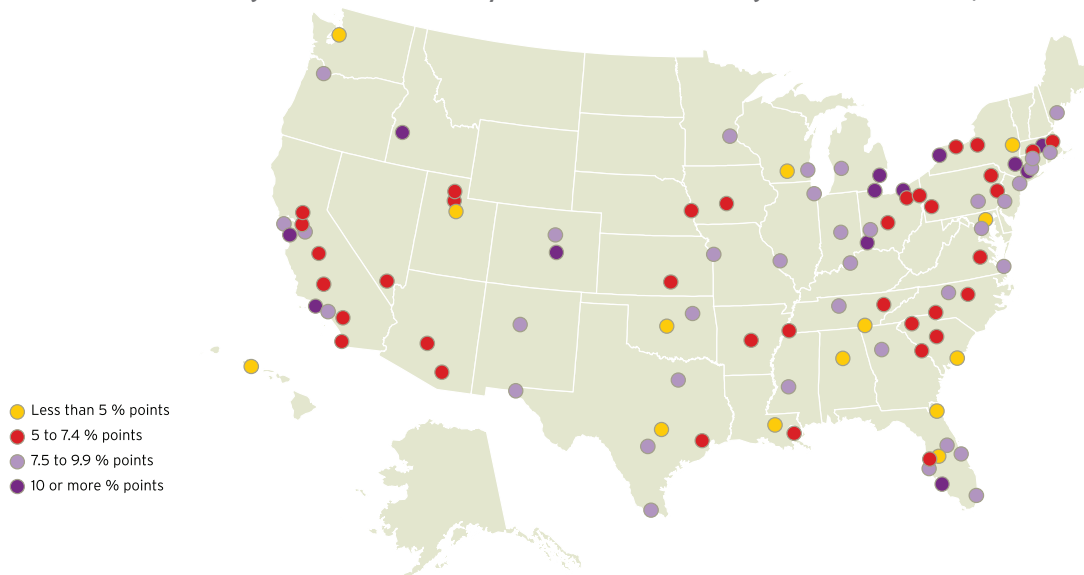 Less than 5 % points
5 to 7.4 % points
7.5 to 9.9 % points
10 or more % points